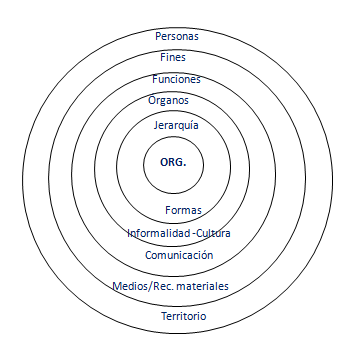 Personas
Fines
Funciones
Organos
Jerarquía
ORG.
Formas
Informalidad -Cultura
Comunicación
Medios/Rec. materiales
Territorio